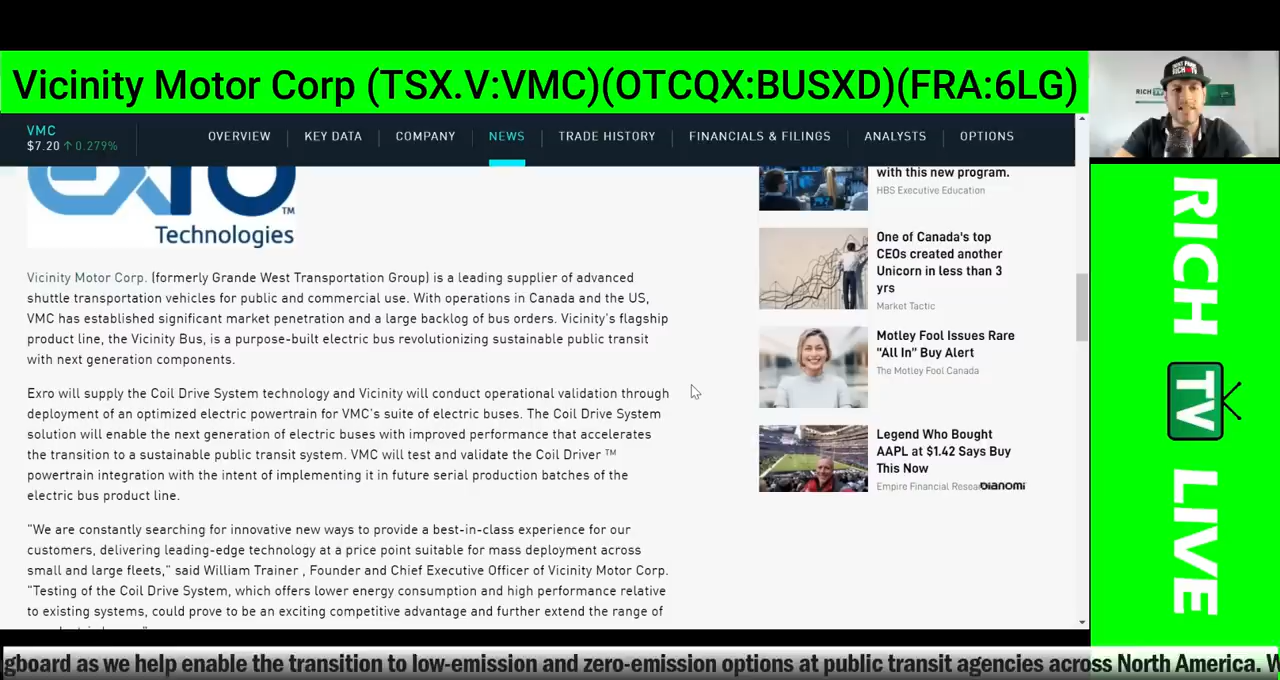 Vicinity Motor Corp (TSX.V:VMC)(OTCQX:BUSXD)(FRA:6LG)
VMC
$7.20 ↑ 0.279%
OVERVIEW
KEY DATA
COMPANY
NEWS
TRADE HISTORY
FINANCIALS & FILINGS
ANALYSTS
OPTIONS
RICH TV
exro™
Technologies
Vicinity Motor Corp. (formerly Grande West Transportation Group) is a leading supplier of advanced
shuttle transportation vehicles for public and commercial use. With operations in Canada and the US,
VMC has established significant market penetration and a large backlog of bus orders. Vicinity's flagship
product line, the Vicinity Bus, is a purpose-built electric bus revolutionizing sustainable public transit
with next generation components.
Exro will supply the Coil Drive System technology and Vicinity will conduct operational validation through
deployment of an optimized electric powertrain for VMC's suite of electric buses. The Coil Drive System
solution will enable the next generation of electric buses with improved performance that accelerates
the transition to a sustainable public transit system. VMC will test and validate the Coil Driver ™
powertrain integration with the intent of implementing it in future serial production batches of the
electric bus product line.
"We are constantly searching for innovative new ways to provide a best-in-class experience for our
customers, delivering leading-edge technology at a price point suitable for mass deployment across
small and large fleets," said William Trainer , Founder and Chief Executive Officer of Vicinity Motor Corp.
"Testing of the Coil Drive System, which offers lower energy consumption and high performance relative
to existing systems, could prove to be an exciting competitive advantage and further extend the range of
with this new program.
HBS Executive Education
One of Canada's top
CEOs created another
Unicorn in less than 3
yrs
Market Tactic
Motley Fool Issues Rare
"All In" Buy Alert
The Motley Fool Canada
Legend Who Bought
AAPL at $1.42 Says Buy
This Now
Empire Financial Resea
bianomi
RICH TV LIVE
gboard as we help enable the transition to low-emission and zero-emission options at public transit agencies across North America. W